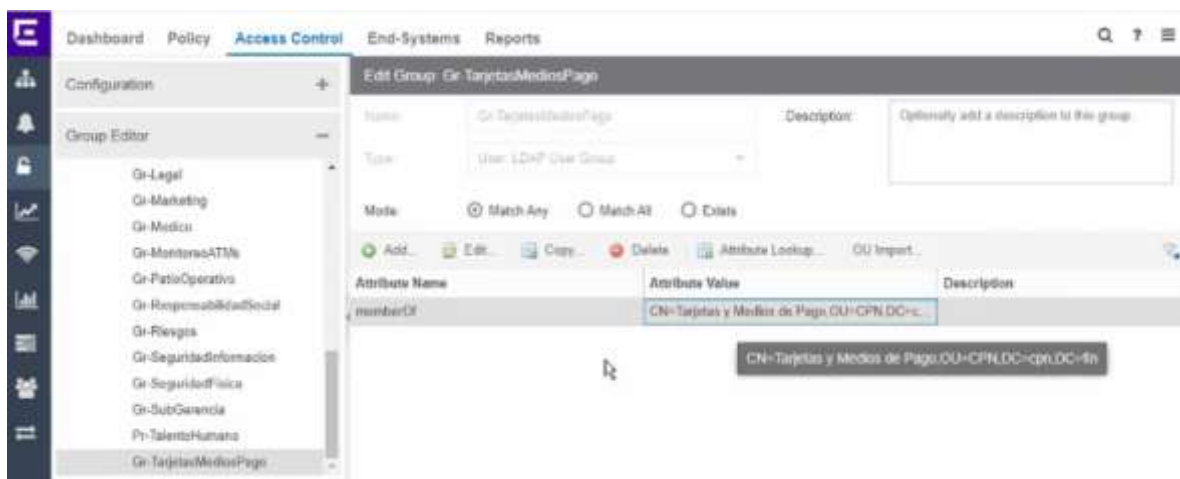 Dashboard Policy Access Control End-Systems Reports
Configuration
Edit Group: Gr-TarjetasMediosPago
Name: Gr-TarjetasMediosPago Description: Optionally add a description to this group.
Group Editor
Type: User: LDAP User Group
Gr-Legal
Gr-Marketing
Gr-Medico
Gr-MonitoreoATMs
Gr-PatioOperativo
Gr-ResponsabilidadSocial
Gr-Riesgos
Gr-SeguridadInformacion
Gr-SeguridadFisica
Gr-SubGerencia
Pr-TalentoHumano
Gr-TarjetasMediosPago
Mode: Match Any Match All Exists
Add... Edit... Copy... Delete Attribute Lookup... OU Import...
Attribute Name Attribute Value Description
memberOf CN=Tarjetas y Medios de Pago,OU=CPN,DC=c...
CN=Tarjetas y Medios de Pago,OU=CPN,DC=cpn,DC=fin